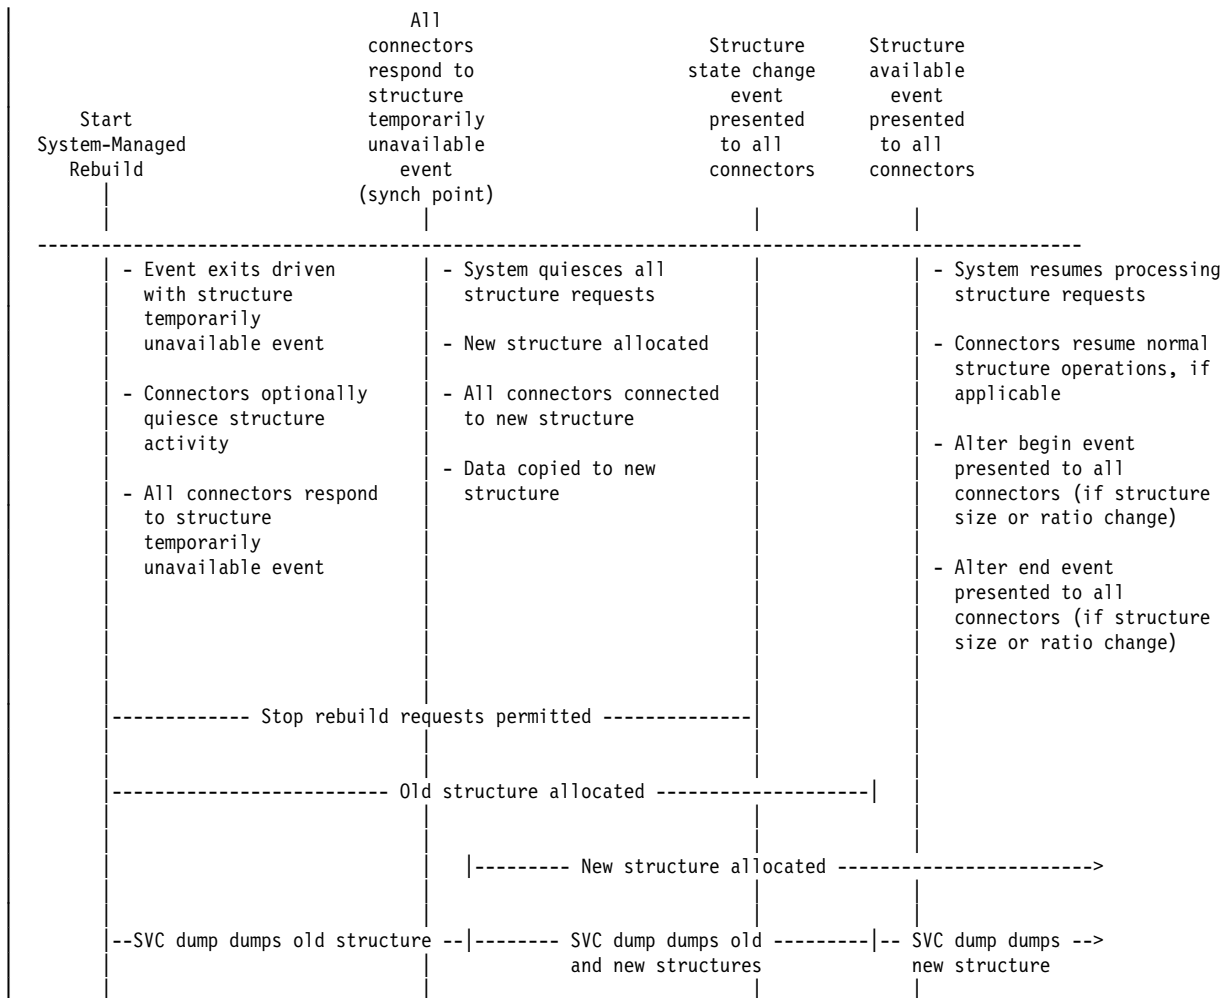 All
connectors Structure Structure
respond to state change available
structure event event
Start temporarily presented presented
System-Managed unavailable to all to all
Rebuild event connectors connectors
(synch point)
- Event exits driven - System quiesces all - System resumes processing
with structure structure requests structure requests
temporarily
unavailable event - New structure allocated - Connectors resume normal
structure operations, if
- Connectors optionally - All connectors connected applicable
quiesce structure to new structure
activity - Alter begin event
- Data copied to new presented to all
- All connectors respond structure connectors (if structure
to structure size or ratio change)
temporarily
unavailable event - Alter end event
presented to all
connectors (if structure
size or ratio change)
Stop rebuild requests permitted
Old structure allocated
New structure allocated
SVC dump dumps old structure SVC dump dumps old SVC dump dumps
and new structures new structure